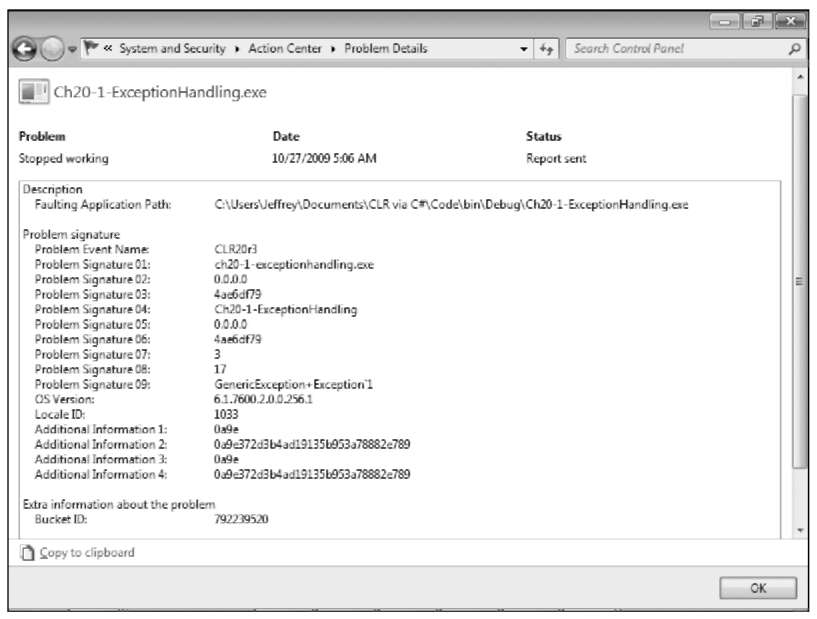 « System and Security ▸ Action Center ▸ Problem Details
Search Control Panel
Ch20-1-ExceptionHandling.exe
Problem Date Status
Stopped working 10/27/2009 5:06 AM Report sent
Description
Faulting Application Path: C:\Users\Jeffrey\Documents\CLR via C#\Code\bin\Debug\Ch20-1-ExceptionHandling.exe
Problem signature
Problem Event Name: CLR20r3
Problem Signature 01: ch20-1-exceptionhandling.exe
Problem Signature 02: 0.0.0.0
Problem Signature 03: 4ae6df79
Problem Signature 04: Ch20-1-ExceptionHandling
Problem Signature 05: 0.0.0.0
Problem Signature 06: 4ae6df79
Problem Signature 07: 3
Problem Signature 08: 17
Problem Signature 09: GenericException+Exception`1
OS Version: 6.1.7600.2.0.0.256.1
Locale ID: 1033
Additional Information 1: 0a9e
Additional Information 2: 0a9e372d3b4ad19135b953a78882e789
Additional Information 3: 0a9e
Additional Information 4: 0a9e372d3b4ad19135b953a78882e789
Extra information about the problem
Bucket ID: 792239520
Copy to clipboard
OK